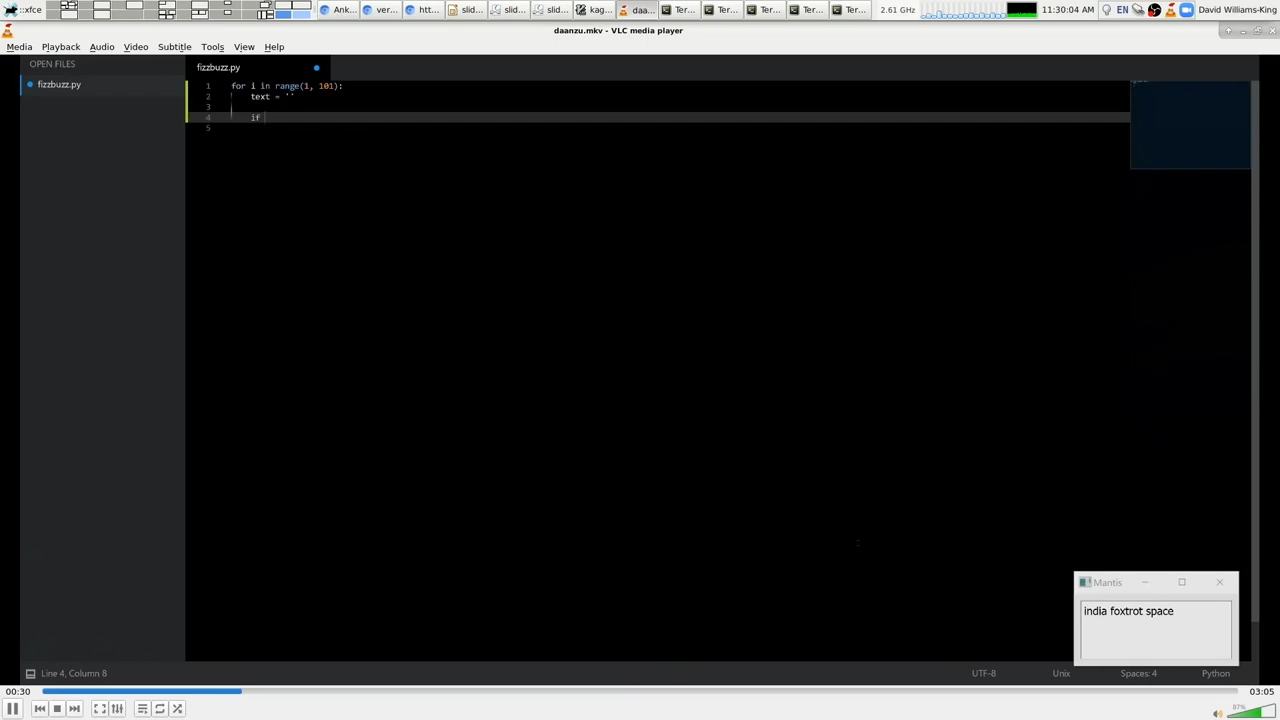 xfce
Ank...
ver...
htt...
slid...
slid...
slid...
kag...
daa...
Ter...
Ter...
Ter...
Ter...
Ter...
2.61 GHz
11:30:04 AM
EN
David Williams-King
daanzu.mkv - VLC media player
Media Playback Audio Video Subtitle Tools View Help
OPEN FILES
fizzbuzz.py
fizzbuzz.py
1 for i in range(1, 101):
2 text = ''
3
4 if
5
Mantis
india foxtrot space
Line 4, Column 8
UTF-8
Unix
Spaces: 4
Python
00:30
03:05
87%